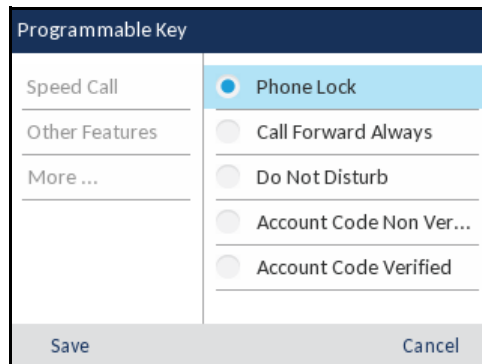 Programmable Key
Speed Call
Other Features
More ...
Phone Lock
Call Forward Always
Do Not Disturb
Account Code Non Ver...
Account Code Verified
Save
Cancel